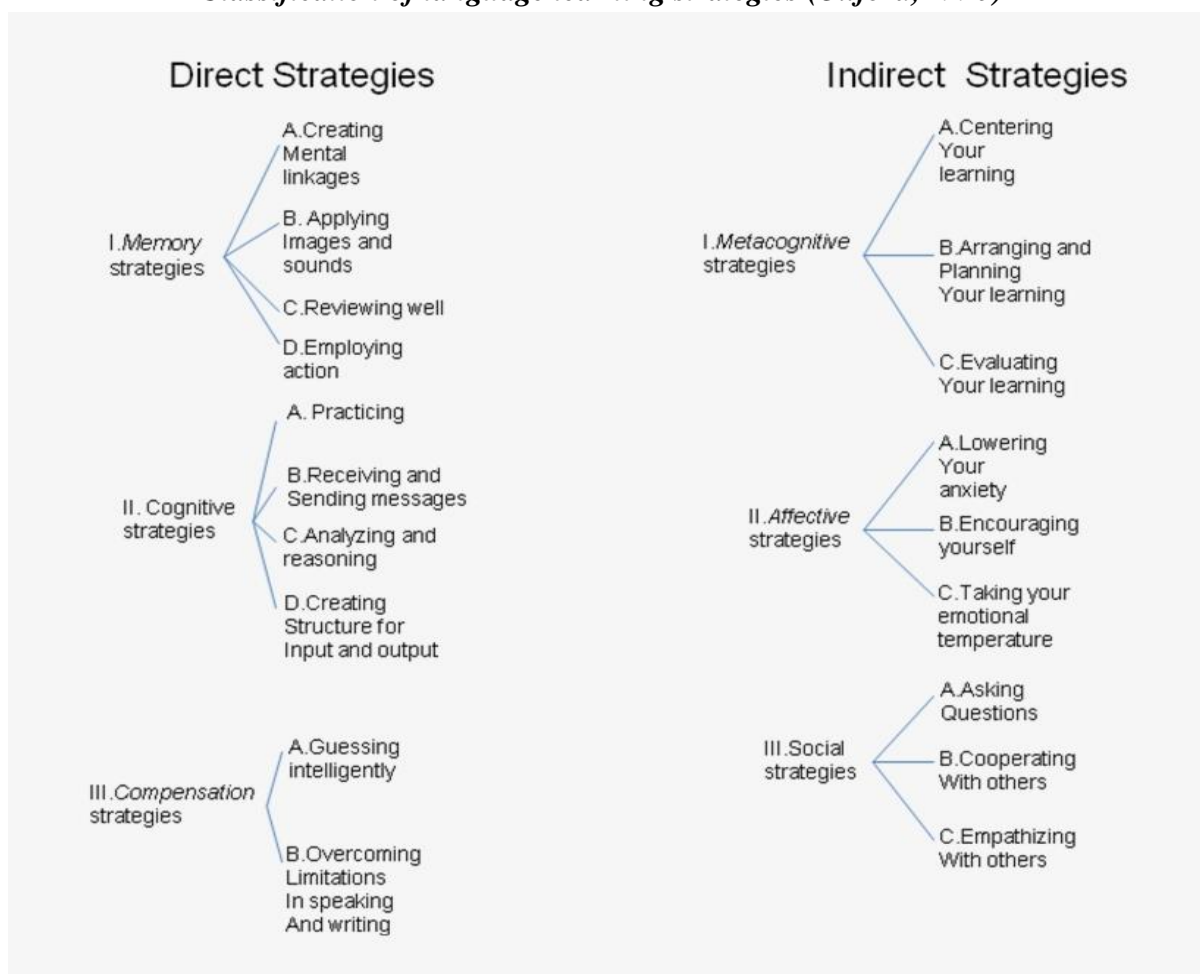 Direct Strategies
A.Creating
Mental
linkages
B. Applying
Images and
sounds
I.Memory
strategies
C.Reviewing well
D.Employing
action
A. Practicing
B.Receiving and
Sending messages
II. Cognitive
strategies
C.Analyzing and
reasoning
D.Creating
Structure for
Input and output
A.Guessing
intelligently
III.Compensation
strategies
B.Overcoming
Limitations
In speaking
And writing
Indirect Strategies
A.Centering
Your
learning
I.Metacognitive
strategies
B.Arranging and
Planning
Your learning
C.Evaluating
Your learning
A.Lowering
Your
anxiety
II.Affective
strategies
B.Encouraging
yourself
C.Taking your
emotional
temperature
A.Asking
Questions
III.Social
strategies
B.Cooperating
With others
C.Empathizing
With others